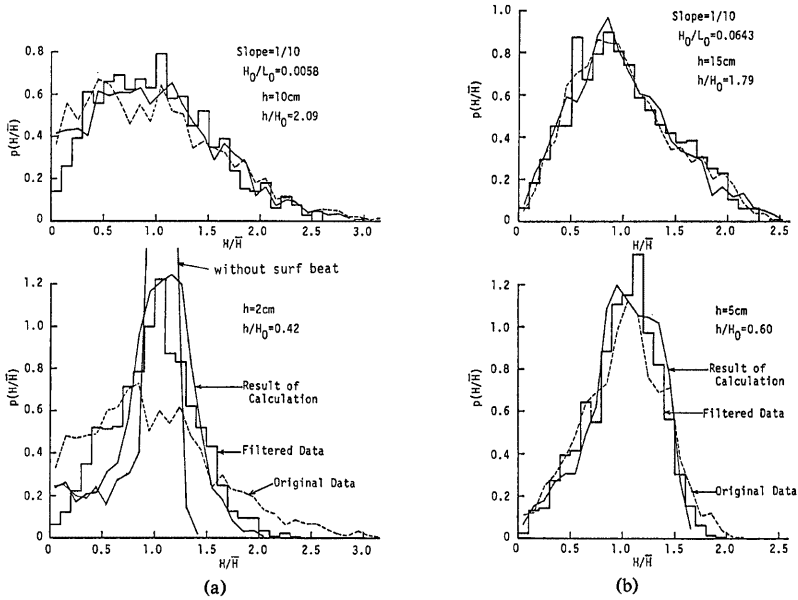 Slope=1/10
H₀/L₀=0.0058
h=10cm
h/H₀=2.09
p(H/H̅)
0.8
0.6
0.4
0.2
0
0 0.5 1.0 1.5 2.0 2.5 3.0
H/H̅
without surf beat
h=2cm
h/H₀=0.42
Result of
Calculation
Filtered Data
Original Data
p(H/H̅)
1.2
1.0
0.8
0.6
0.4
0.2
0
0 0.5 1.0 1.5 2.0 2.5 3.0
H/H̅
(a)
Slope=1/10
H₀/L₀=0.0643
h=15cm
h/H₀=1.79
p(H/H̅)
1.0
0.8
0.6
0.4
0.2
0
0 0.5 1.0 1.5 2.0 2.5
H/H̅
h=5cm
h/H₀=0.60
Result of
Calculation
Filtered Data
Original Data
p(H/H̅)
1.2
1.0
0.8
0.6
0.4
0.2
0
0 0.5 1.0 1.5 2.0 2.5
H/H̅
(b)